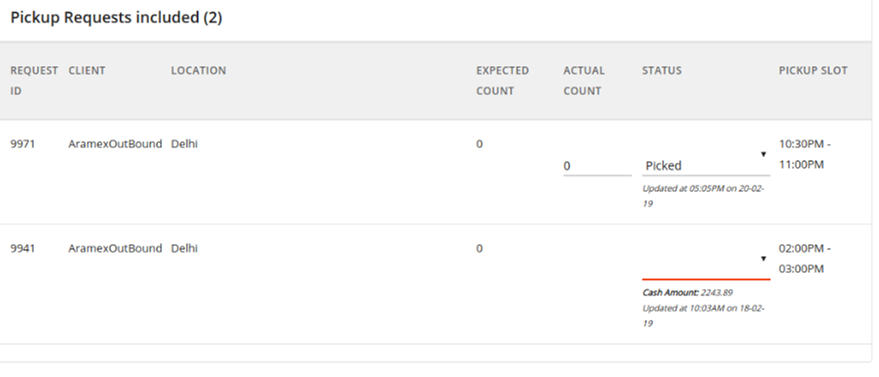 Pickup Requests included (2)
REQUEST ID CLIENT LOCATION EXPECTED COUNT ACTUAL COUNT STATUS PICKUP SLOT
9971 AramexOutBound Delhi 0 0 Picked 10:30PM - 11:00PM
Updated at 05:05PM on 20-02-
19
9941 AramexOutBound Delhi 0 02:00PM - 03:00PM
Cash Amount: 2243.89
Updated at 10:03AM on 18-02-
19